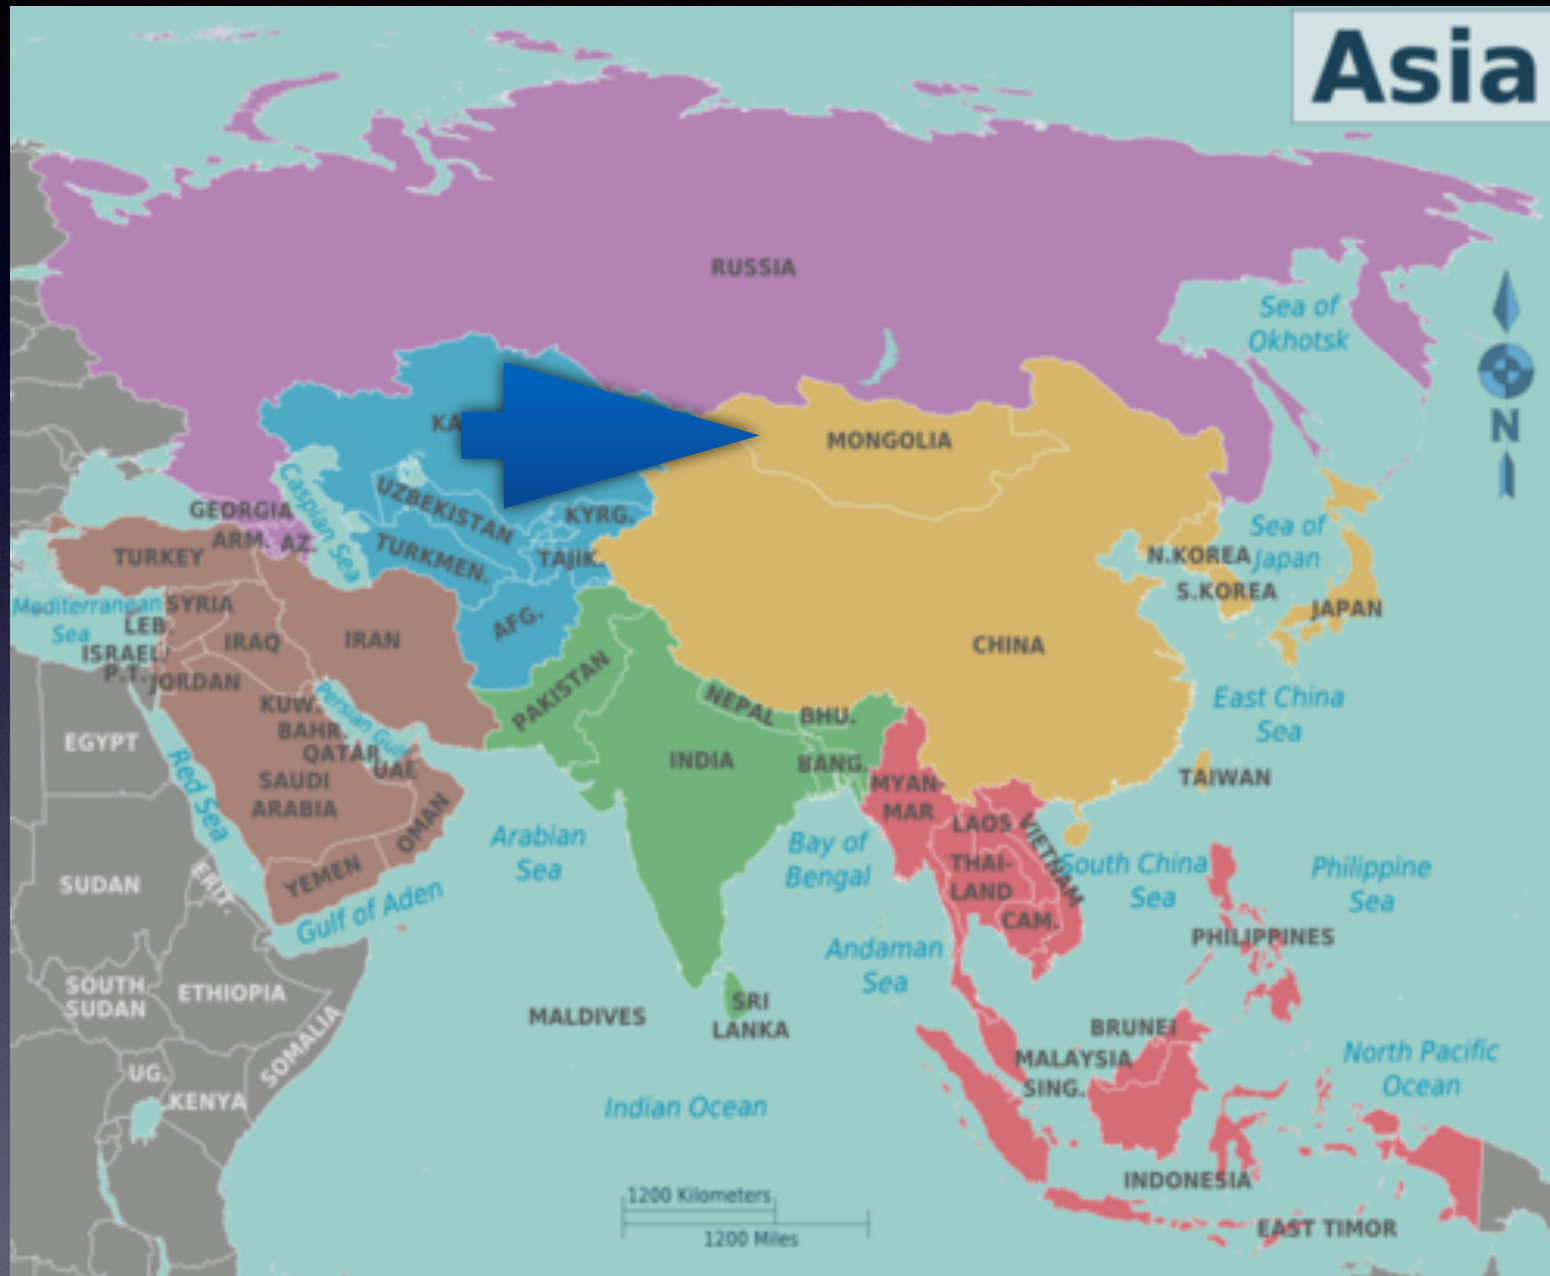 Asia
RUSSIA
Sea of
Okhotsk
N
KA
MONGOLIA
UZBEKISTAN
KYRG.
GEORGIA
Caspian Sea
ARM.
AZ.
TURKMEN.
TAJIK.
TURKEY
N.KOREA
Sea of
Japan
S.KOREA
JAPAN
Mediterranean
Sea
SYRIA
LEB.
ISRAEL/
P.T.
IRAQ
IRAN
AFG.
JORDAN
CHINA
KUW.
Persian Gulf
BAHR.
QATAR
UAE
PAKISTAN
NEPAL
BHU.
East China
Sea
EGYPT
Red Sea
SAUDI
ARABIA
OMAN
INDIA
BANG.
MYAN-
MAR
TAIWAN
LAOS
VIETNAM
Arabian
Sea
Bay of
Bengal
THAI-
LAND
South China
Sea
Philippine
Sea
SUDAN
ERIT.
YEMEN
Gulf of Aden
CAM.
Andaman
Sea
PHILIPPINES
SOUTH
SUDAN
ETHIOPIA
SOMALIA
MALDIVES
SRI
LANKA
BRUNEI
MALAYSIA
SING.
North Pacific
Ocean
UG.
KENYA
Indian Ocean
INDONESIA
EAST TIMOR
1200 Kilometers
1200 Miles